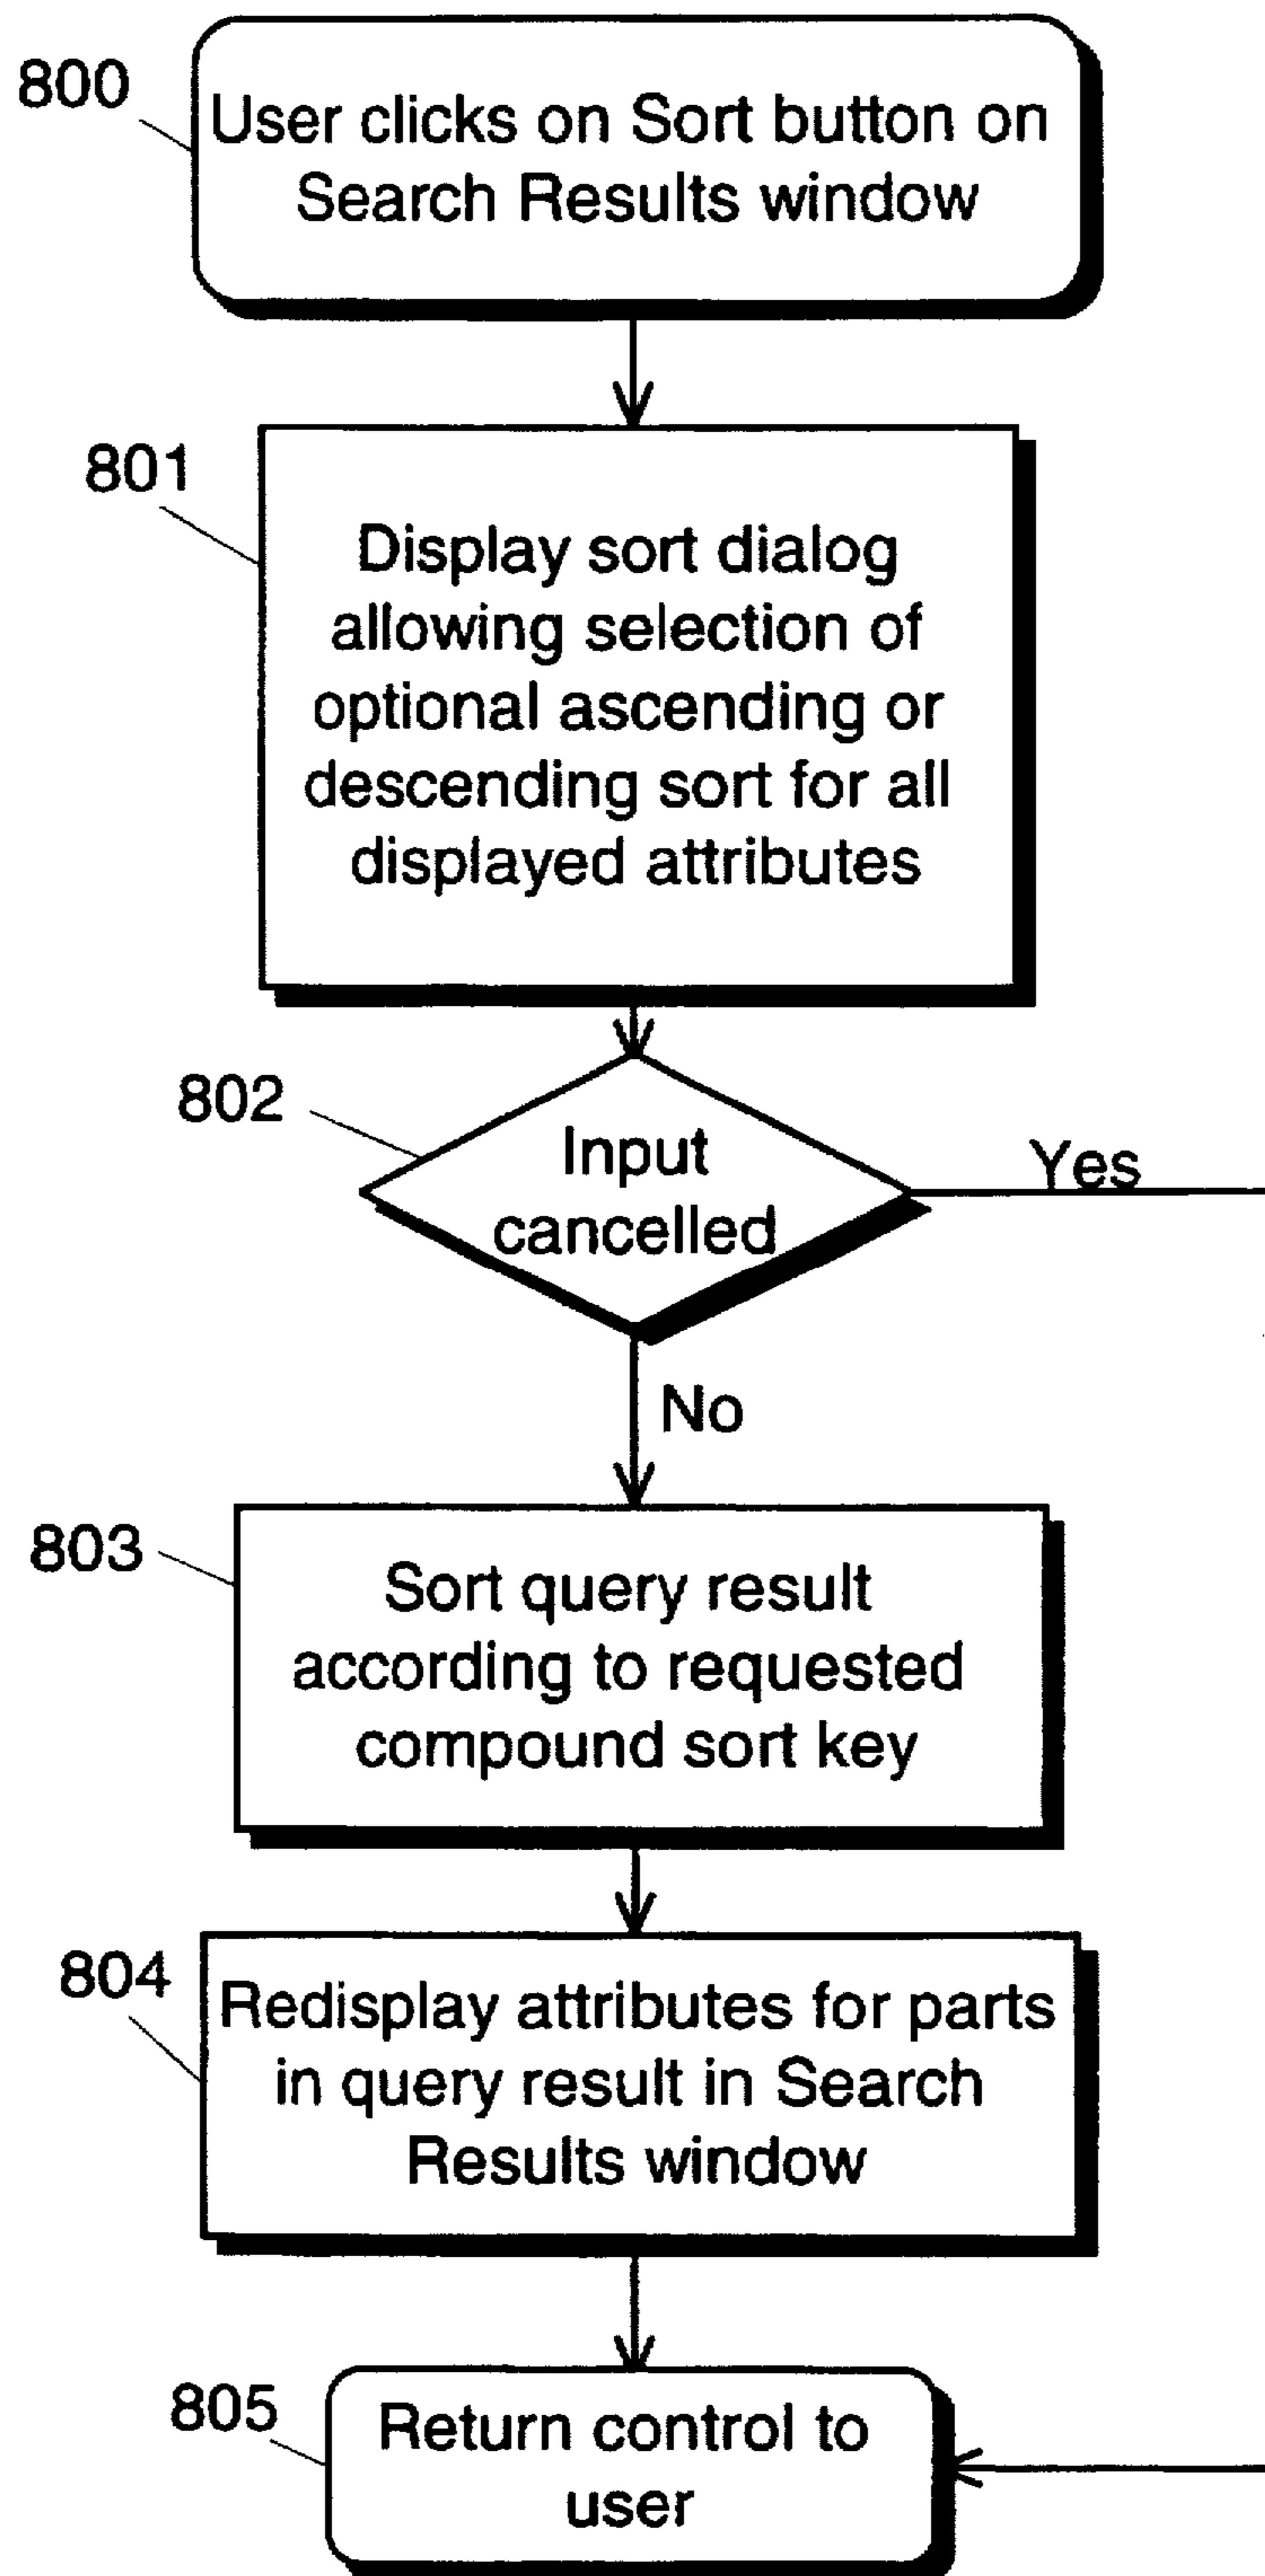 800
User clicks on Sort button on
Search Results window
801
Display sort dialog
allowing selection of
optional ascending or
descending sort for all
displayed attributes
802
Input
cancelled
Yes
No
803
Sort query result
according to requested
compound sort key
804
Redisplay attributes for parts
in query result in Search
Results window
805
Return control to
user